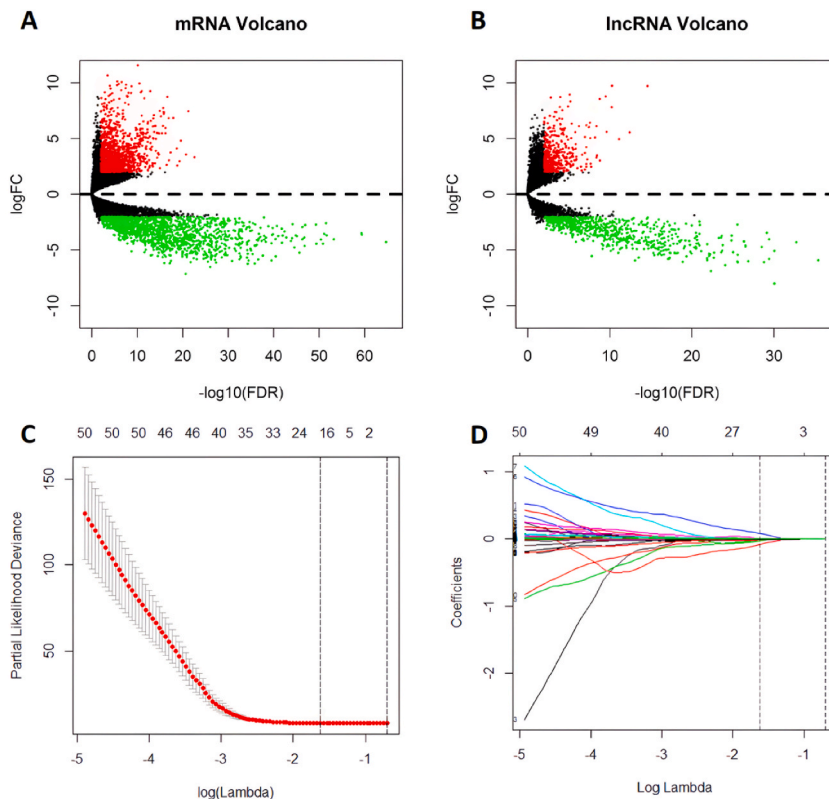 A
mRNA Volcano
logFC
10
5
0
-5
-10
0 10 20 30 40 50 60
-log10(FDR)
B
lncRNA Volcano
logFC
10
5
0
-5
-10
0 10 20 30
-log10(FDR)
C
50 50 50 46 46 40 35 33 24 16 5 2
Partial Likelihood Deviance
150
100
50
-5 -4 -3 -2 -1
log(Lambda)
D
50 49 40 27 3
Coefficients
1
0
-1
-2
-5 -4 -3 -2 -1
Log Lambda